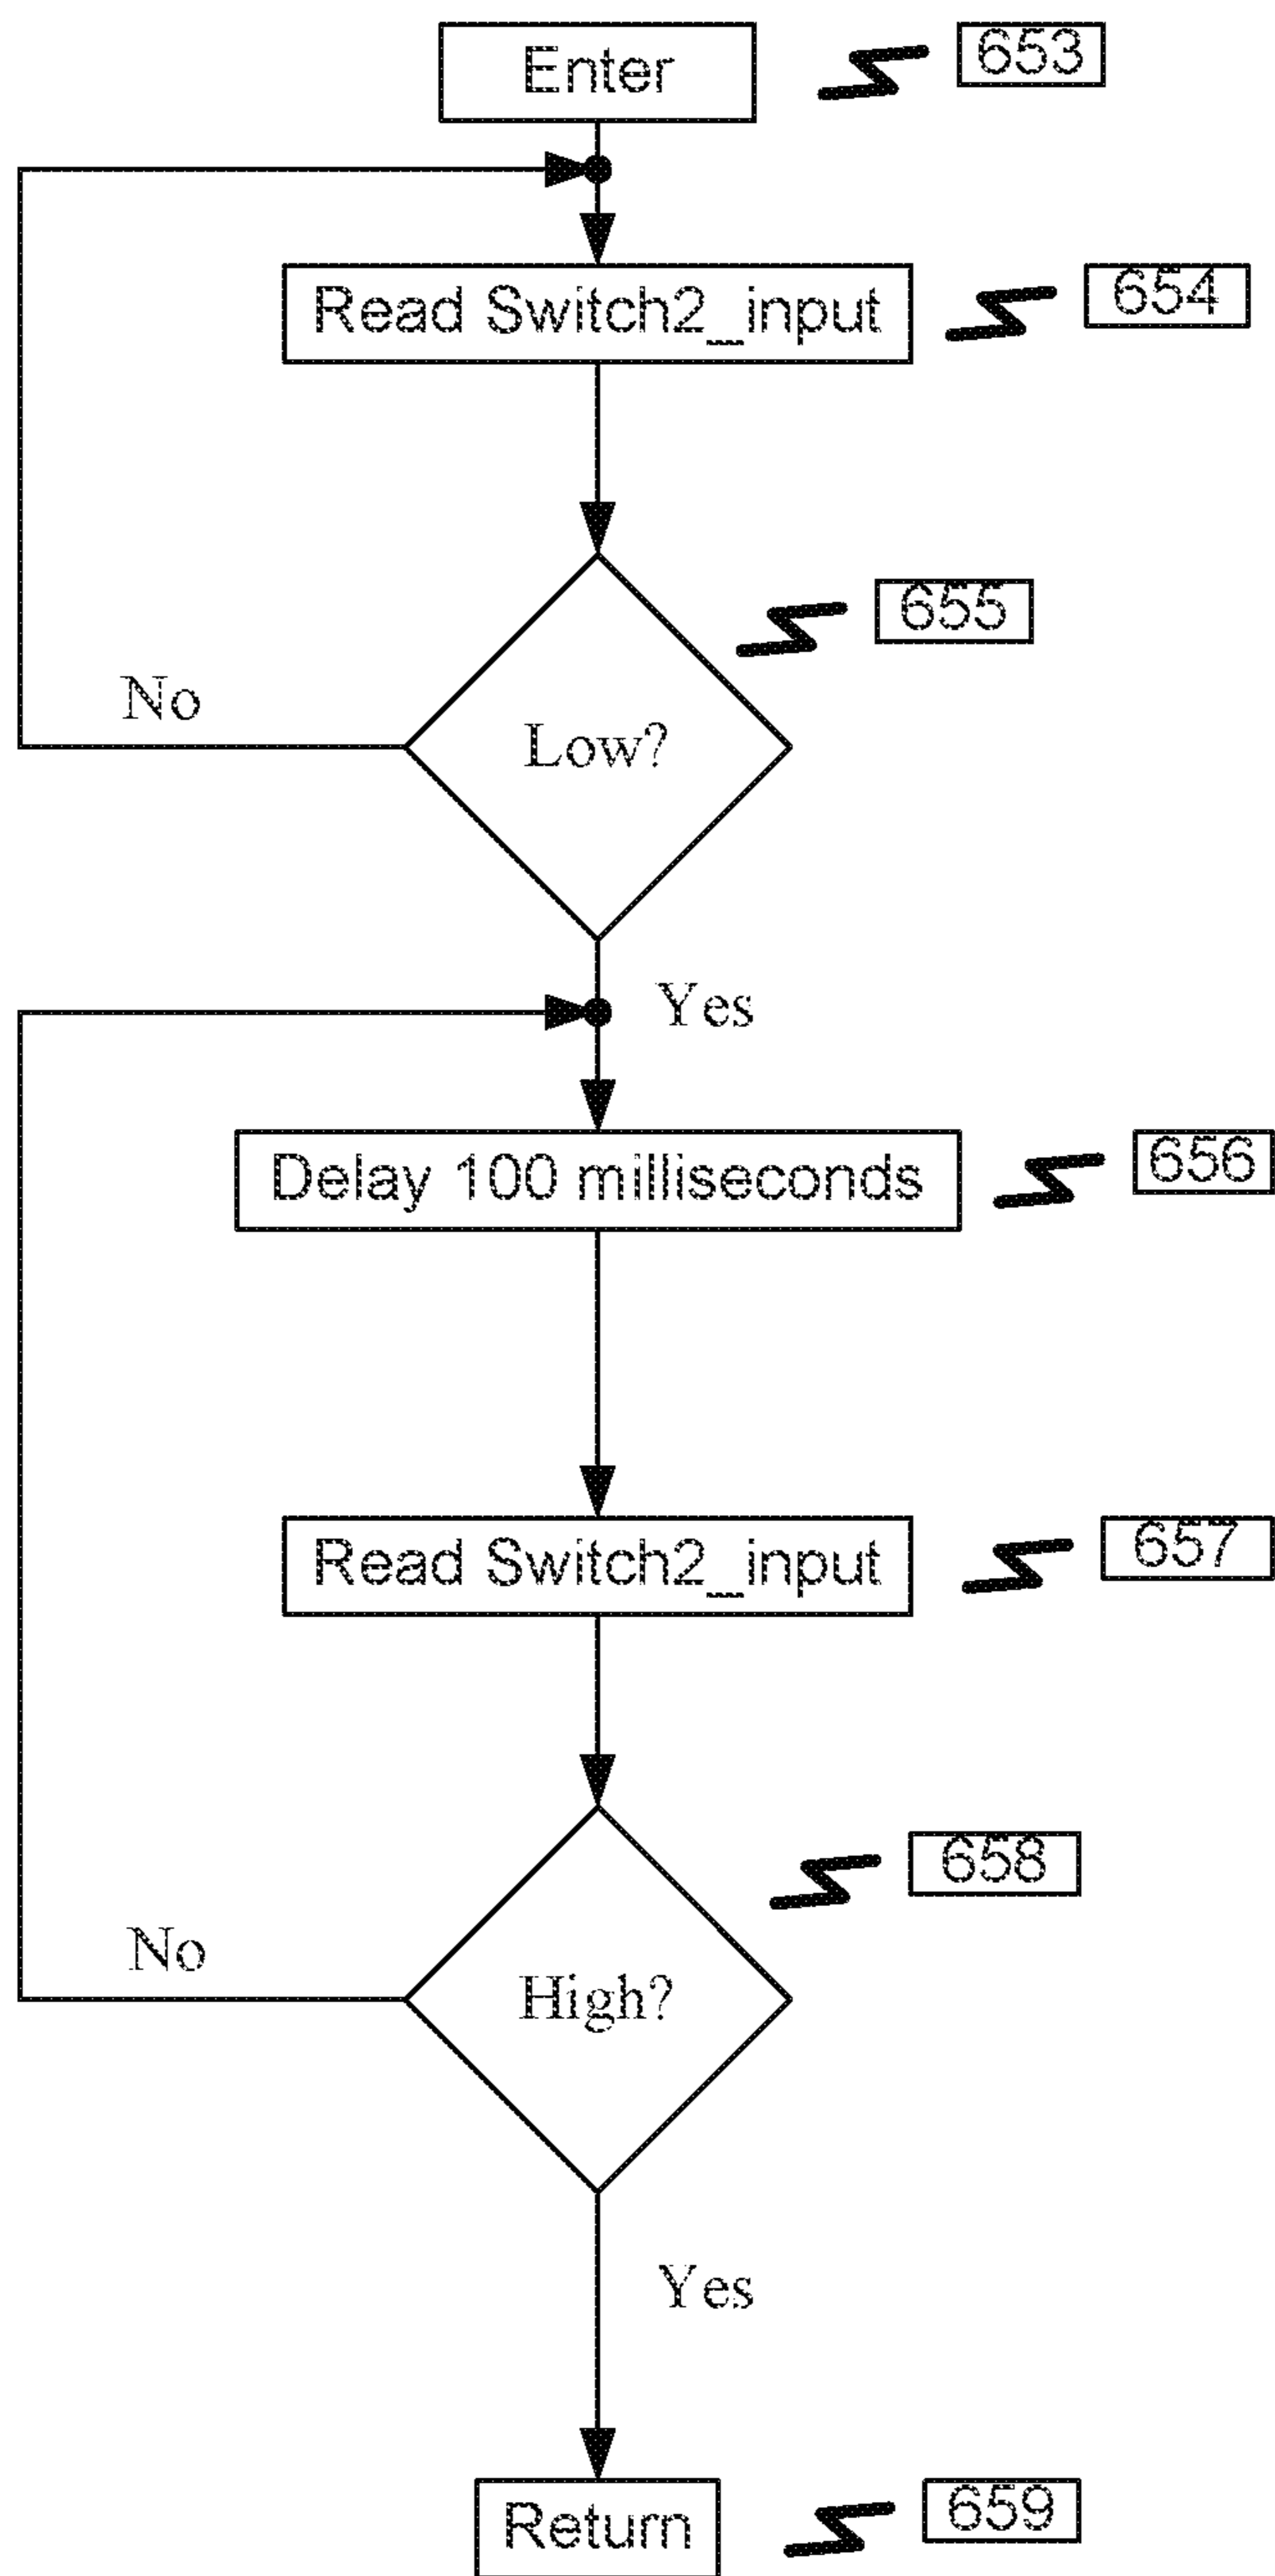 Enter
653
Read Switch2_input
654
655
Low?
No
Yes
Delay 100 milliseconds
656
Read Switch2_input
657
658
High?
No
Yes
Return
659